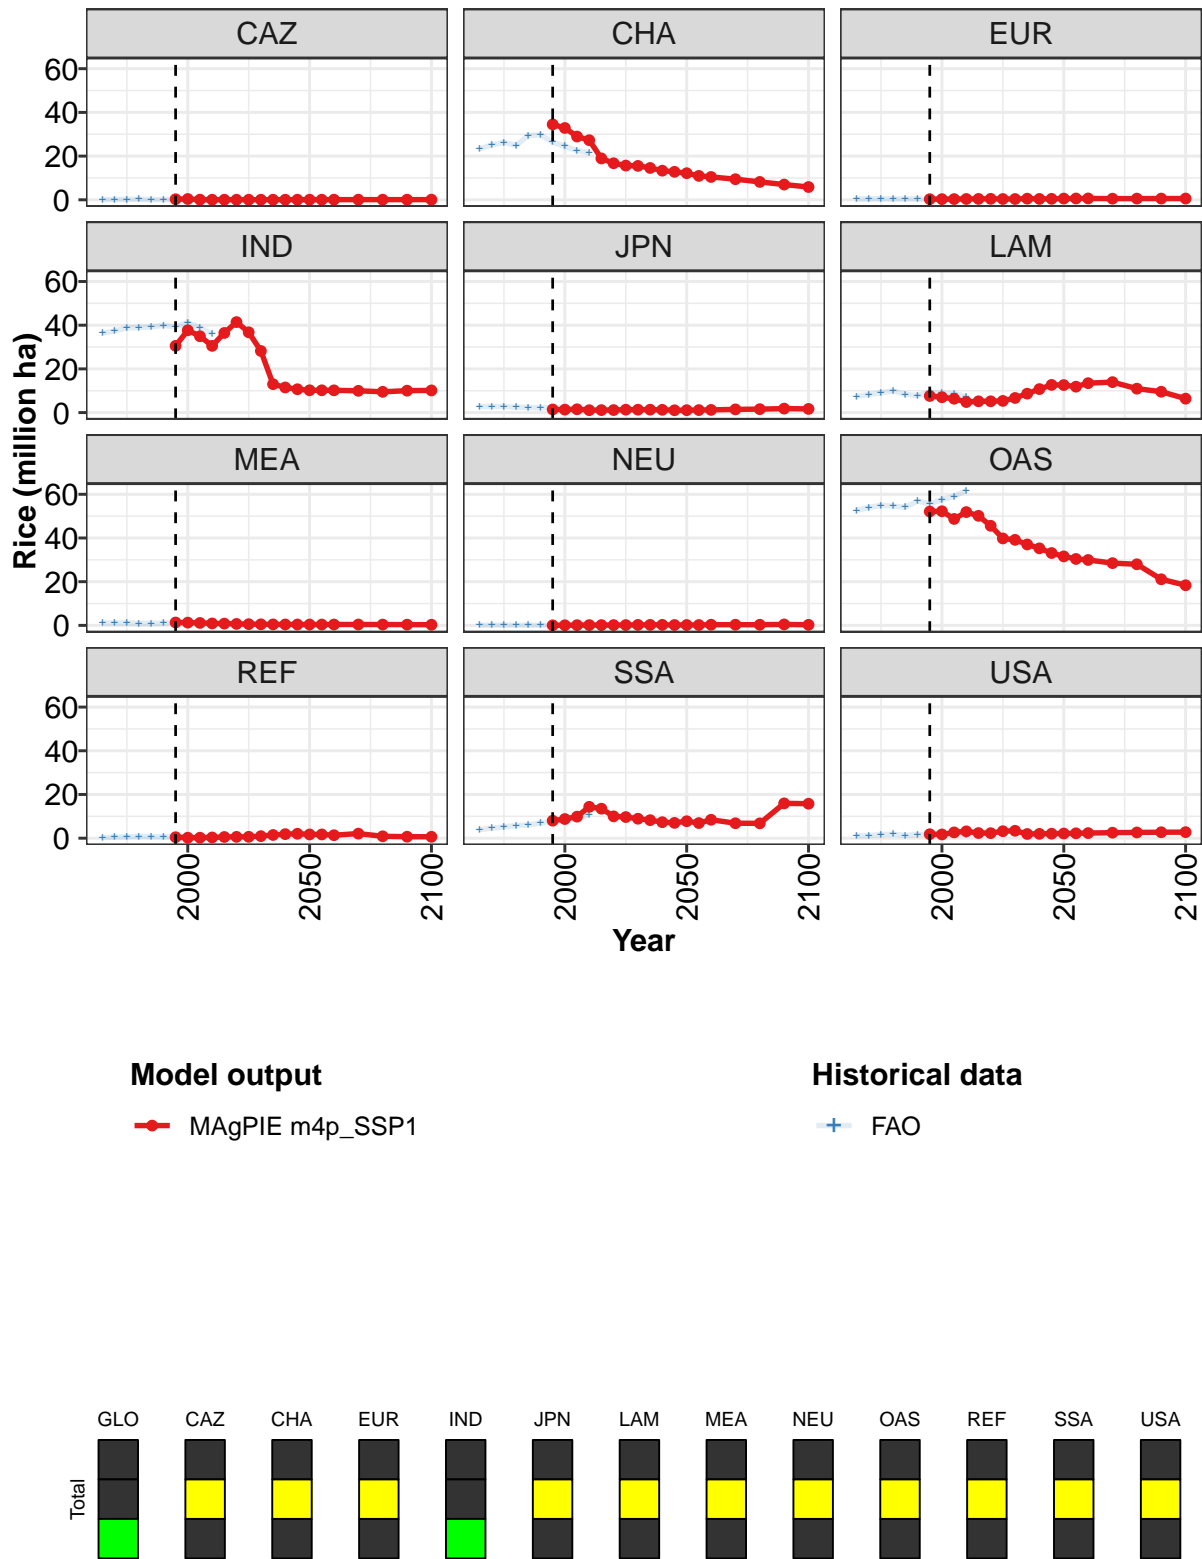 CAZ CHA EUR
60
40
20
0
IND JPN LAM
60
40
20
0
Rice (million ha)
MEA NEU OAS
60
40
20
0
REF SSA USA
60
40
20
0
2000 2050 2100 2000 2050 2100 2000 2050 2100
Year
Model output Historical data
MAgPIE m4p_SSP1 FAO
GLO CAZ CHA EUR IND JPN LAM MEA NEU OAS REF SSA USA
Total